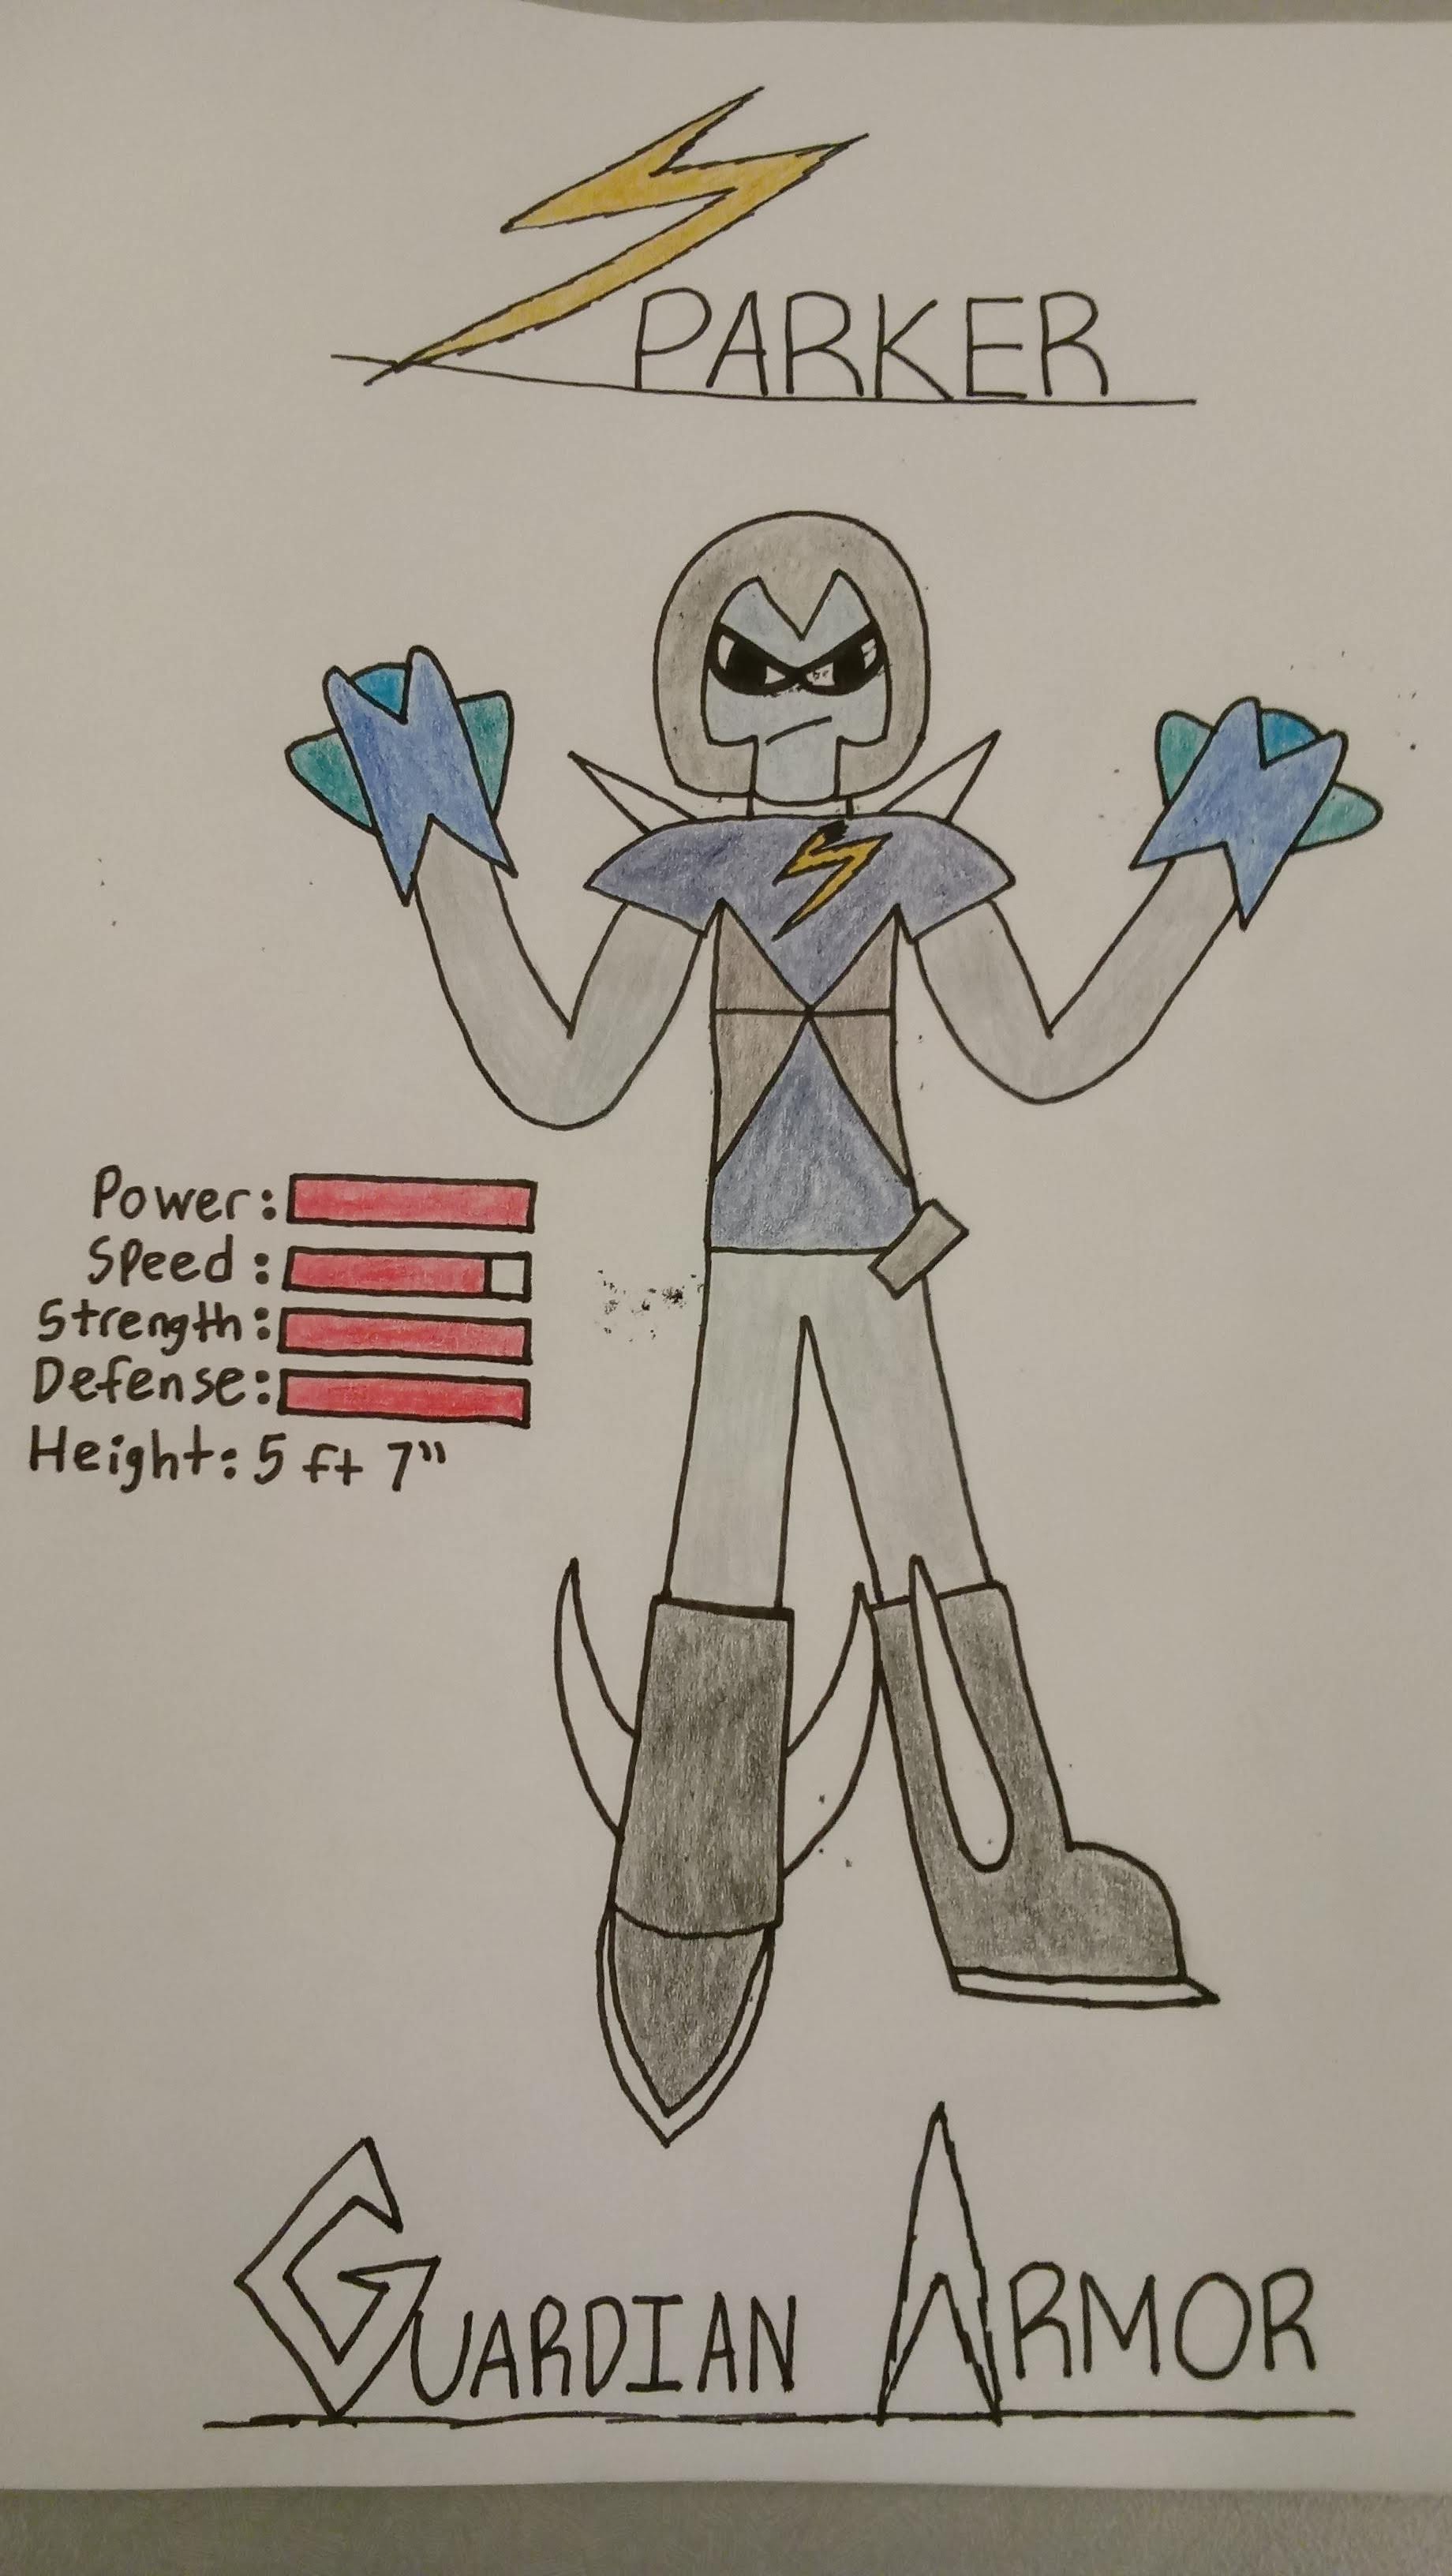 SPARKER
Power:
Speed:
Strength:
Defense:
Height: 5 ft 7"
GUARDIAN ARMOR